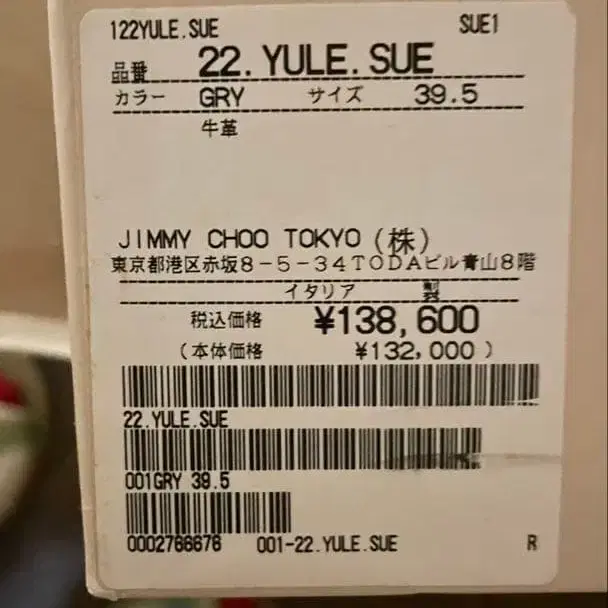 122YULE.SUE SUE1
品番 22.YULE.SUE
カラー GRY サイズ 39.5
牛革
JIMMY CHOO TOKYO (株)
東京都港区赤坂8-5-34TODAビル青山8階
イタリア 製
税込価格 ¥138,600
(本体価格 ¥132,000)
22.YULE.SUE
001GRY 39.5
0002766678 001-22.YULE.SUE R